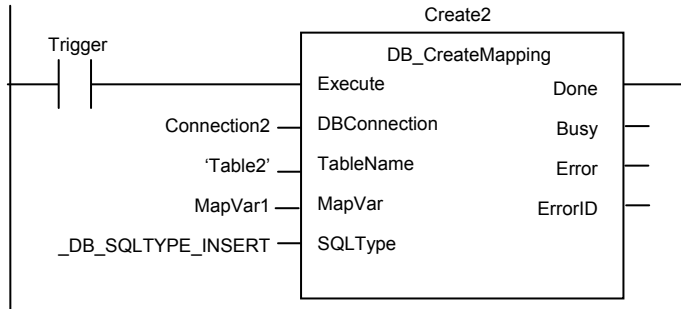 Create2
Trigger
DB_CreateMapping
Execute Done
Connection2 DBConnection Busy
‘Table2’ TableName Error
MapVar1 MapVar ErrorID
_DB_SQLTYPE_INSERT SQLType